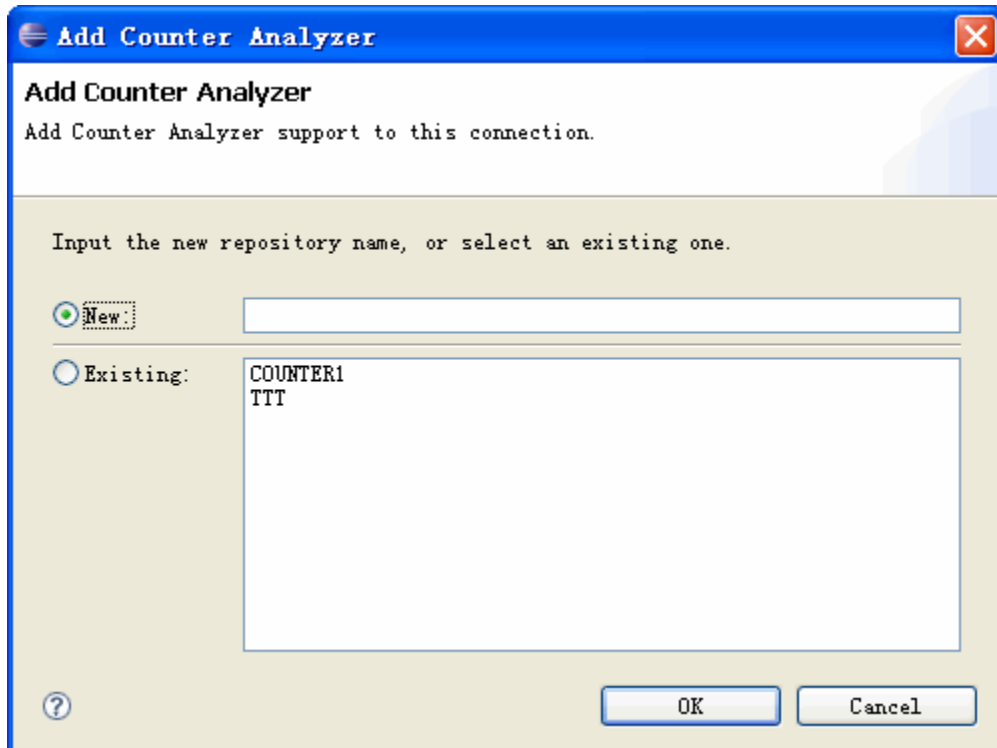 Add Counter Analyzer
Add Counter Analyzer
Add Counter Analyzer support to this connection.
Input the new repository name, or select an existing one.
New:
Existing:
COUNTER1
TTT
?
OK
Cancel